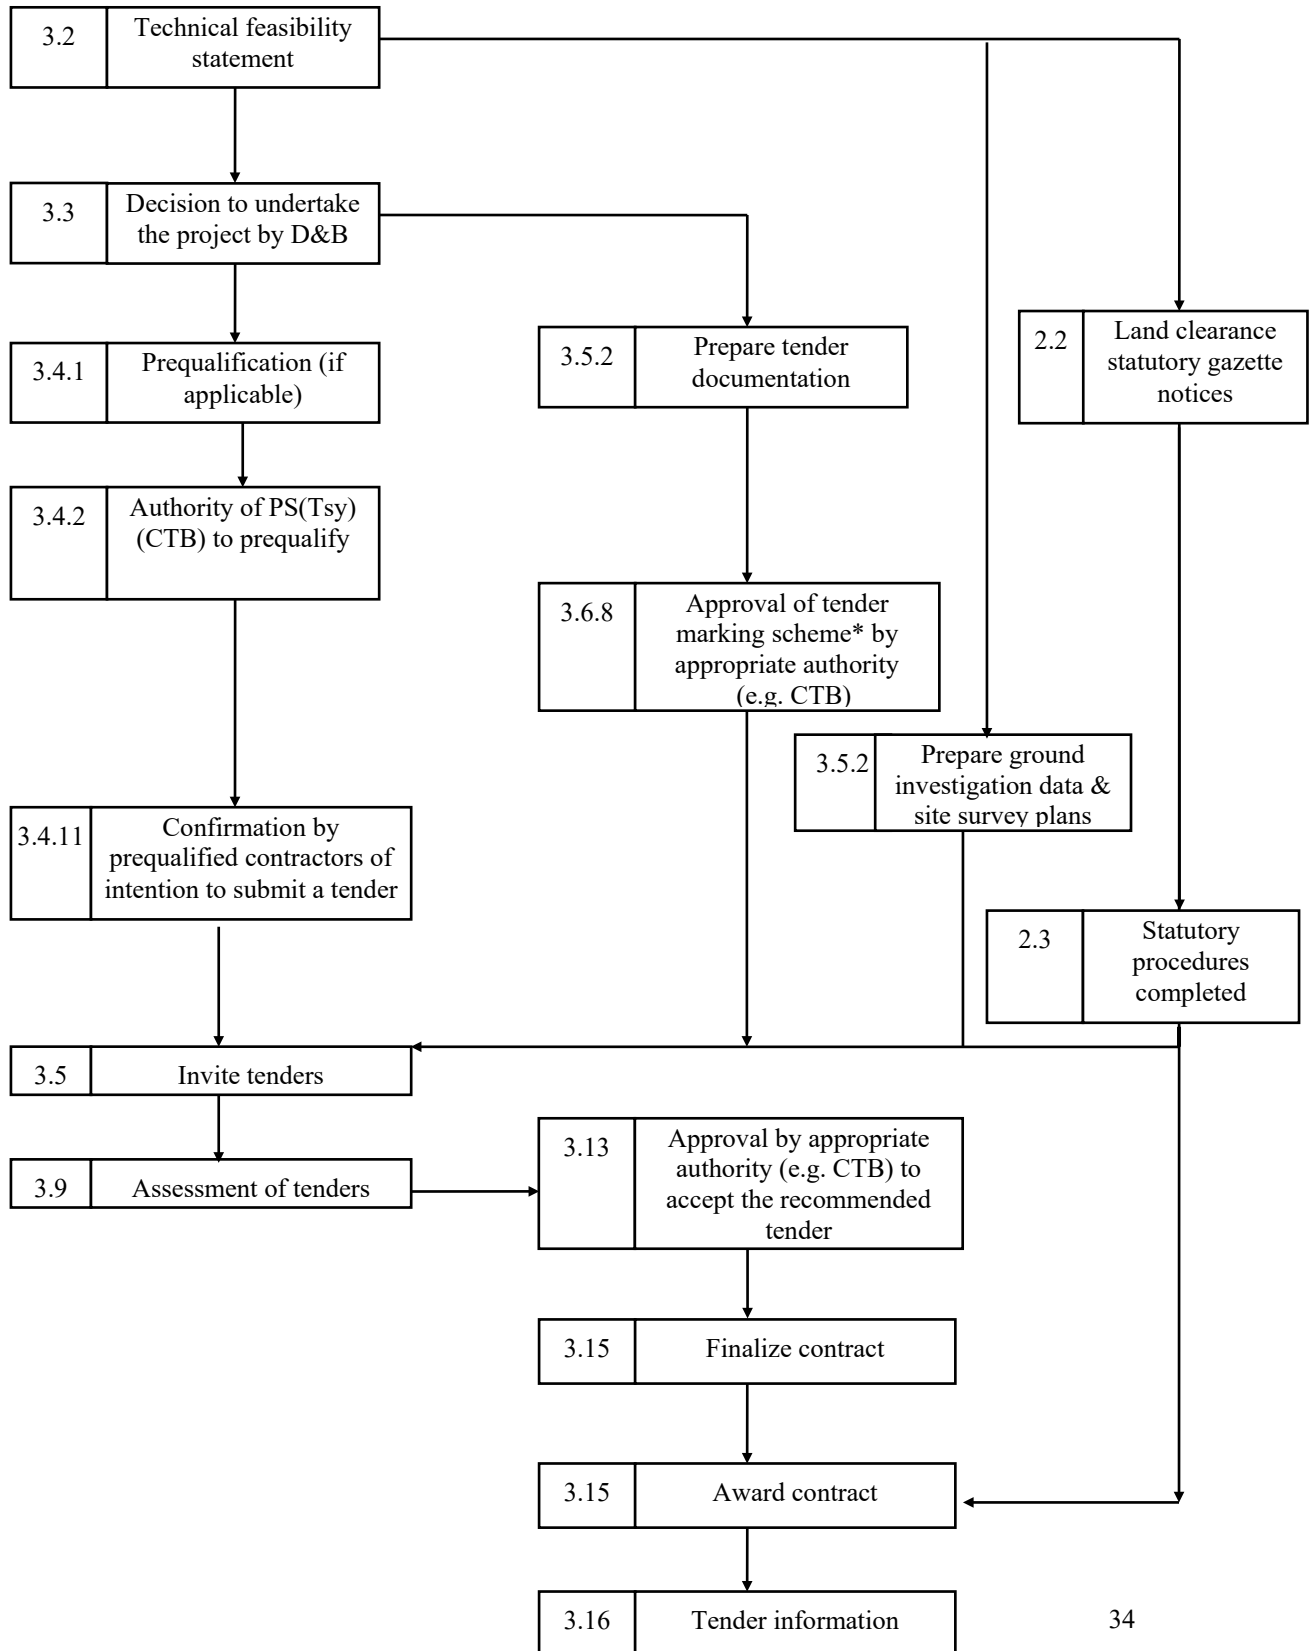 3.2
Technical feasibility
statement
3.3
Decision to undertake
the project by D&B
3.4.1
Prequalification (if
applicable)
3.5.2
Prepare tender
documentation
2.2
Land clearance
statutory gazette
notices
3.4.2
Authority of PS(Tsy)
(CTB) to prequalify
3.6.8
Approval of tender
marking scheme* by
appropriate authority
(e.g. CTB)
3.5.2
Prepare ground
investigation data &
site survey plans
3.4.11
Confirmation by
prequalified contractors of
intention to submit a tender
2.3
Statutory
procedures
completed
3.5
Invite tenders
3.9
Assessment of tenders
3.13
Approval by appropriate
authority (e.g. CTB) to
accept the recommended
tender
3.15
Finalize contract
3.15
Award contract
3.16
Tender information
34